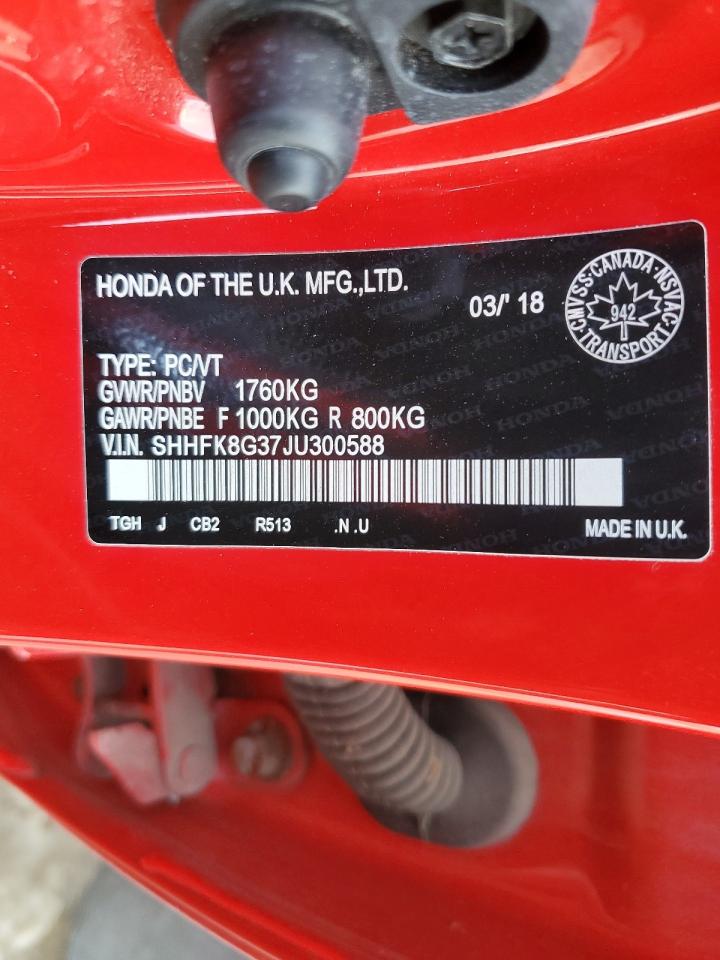 HONDA OF THE U.K. MFG.,LTD.
03/' 18
CMVSS·CANADA·NSVAC
942
TRANSPORT
TYPE: PC/VT
GVWR/PNBV 1760KG
GAWR/PNBE F 1000KG R 800KG
V.I.N. SHHFK8G37JU300588
TGH J CB2 R513 .N .U
MADE IN U.K.